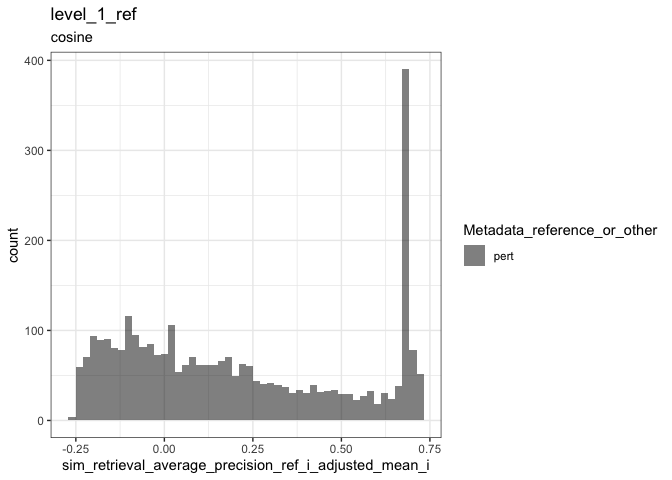 level_1_ref
cosine
400
300
200
100
0
count
-0.25
0.00
0.25
0.50
0.75
sim_retrieval_average_precision_ref_i_adjusted_mean_i
Metadata_reference_or_other
pert